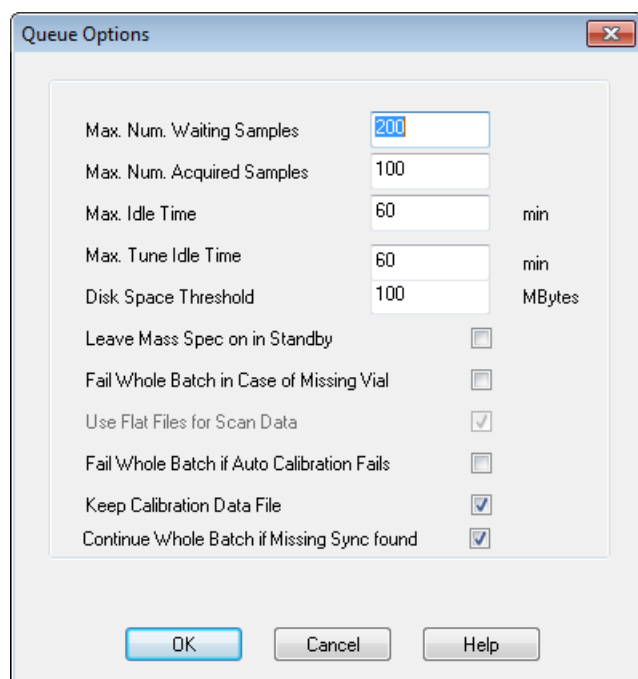 Queue Options
Max. Num. Waiting Samples 200
Max. Num. Acquired Samples 100
Max. Idle Time 60 min
Max. Tune Idle Time 60 min
Disk Space Threshold 100 MBytes
Leave Mass Spec on in Standby
Fail Whole Batch in Case of Missing Vial
Use Flat Files for Scan Data
Fail Whole Batch if Auto Calibration Fails
Keep Calibration Data File
Continue Whole Batch if Missing Sync found
OK Cancel Help